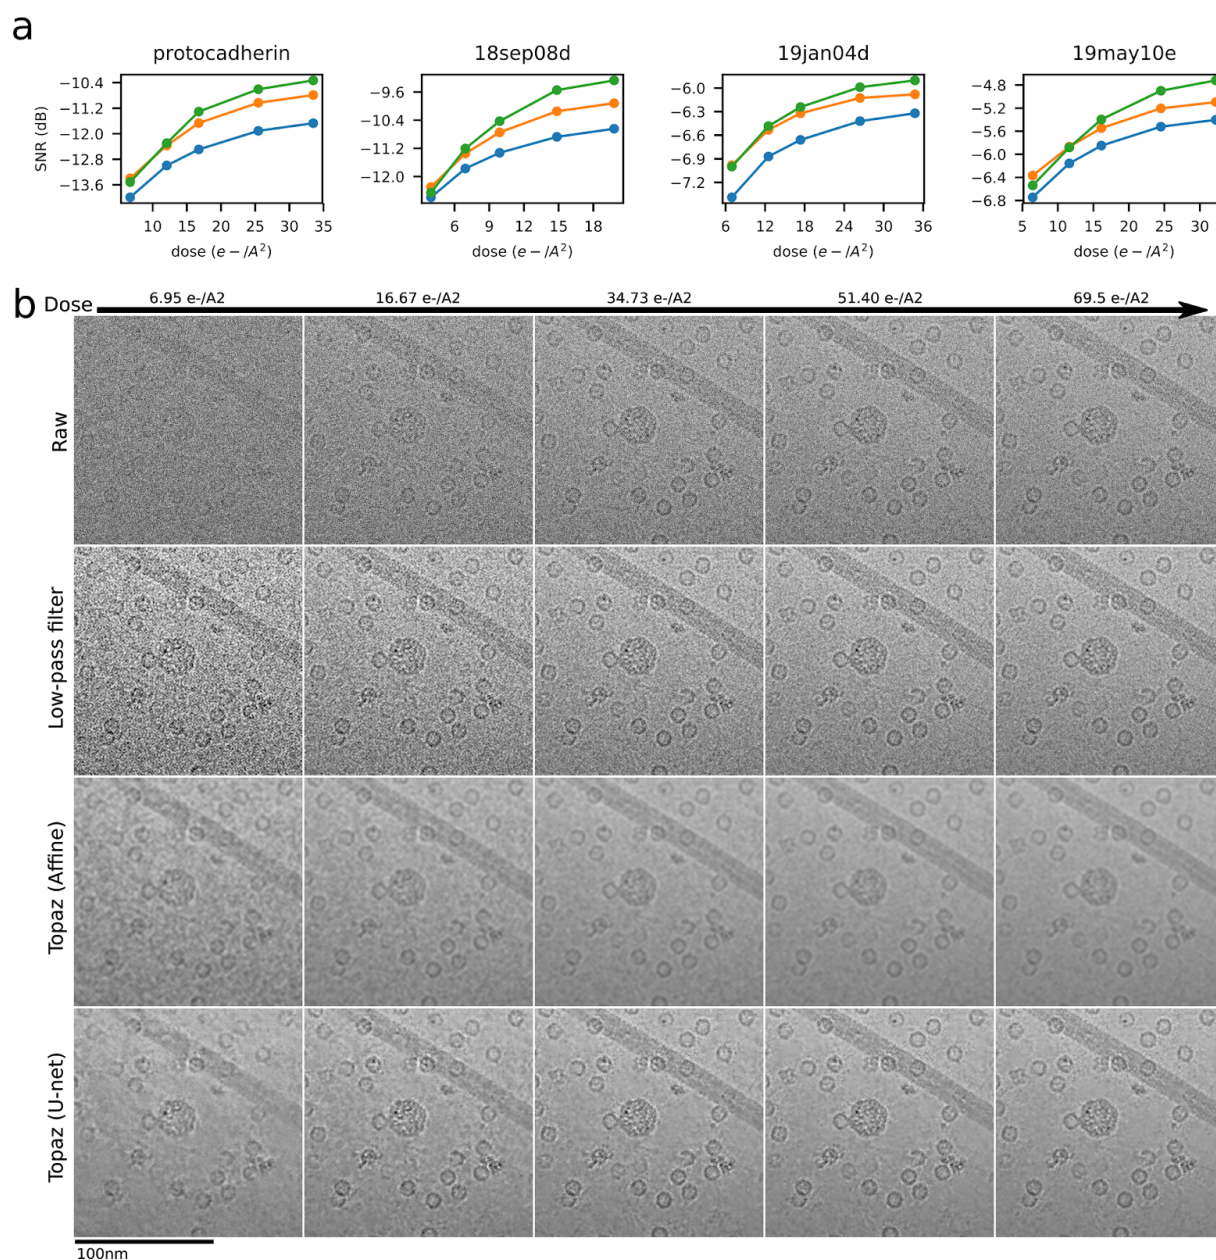 a
protocadherin
18sep08d
19jan04d
19may10e
SNR (dB)
−10.4
−11.2
−12.0
−12.8
−13.6
10 15 20 25 30 35
dose (e−/A²)
−9.6
−10.4
−11.2
−12.0
6 9 12 15 18
dose (e−/A²)
−6.0
−6.3
−6.6
−6.9
−7.2
6 12 18 24 30 36
dose (e−/A²)
−4.8
−5.2
−5.6
−6.0
−6.4
−6.8
5 10 15 20 25 30
dose (e−/A²)
b
Dose
6.95 e-/A2 16.67 e-/A2 34.73 e-/A2 51.40 e-/A2 69.5 e-/A2
Raw
Low-pass filter
Topaz (Affine)
Topaz (U-net)
100nm